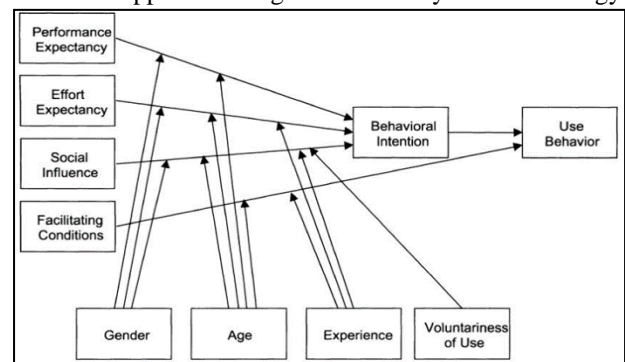 Performance
Expectancy
Effort
Expectancy
Social
Influence
Facilitating
Conditions
Behavioral
Intention
Use
Behavior
Gender
Age
Experience
Voluntariness
of Use